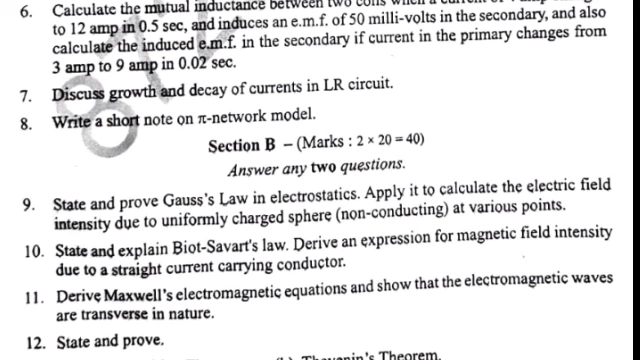 6. Calculate the mutual inductance between two coils when a current of 4 amp
to 12 amp in 0.5 sec, and induces an e.m.f. of 50 milli-volts in the secondary, and also
calculate the induced e.m.f. in the secondary if current in the primary changes from
3 amp to 9 amp in 0.02 sec.
7. Discuss growth and decay of currents in LR circuit.
8. Write a short note on π-network model.
Section B – (Marks : 2 × 20 = 40)
Answer any two questions.
9. State and prove Gauss's Law in electrostatics. Apply it to calculate the electric field
intensity due to uniformly charged sphere (non-conducting) at various points.
10. State and explain Biot-Savart's law. Derive an expression for magnetic field intensity
due to a straight current carrying conductor.
11. Derive Maxwell's electromagnetic equations and show that the electromagnetic waves
are transverse in nature.
12. State and prove.
Thevenin's Theorem.